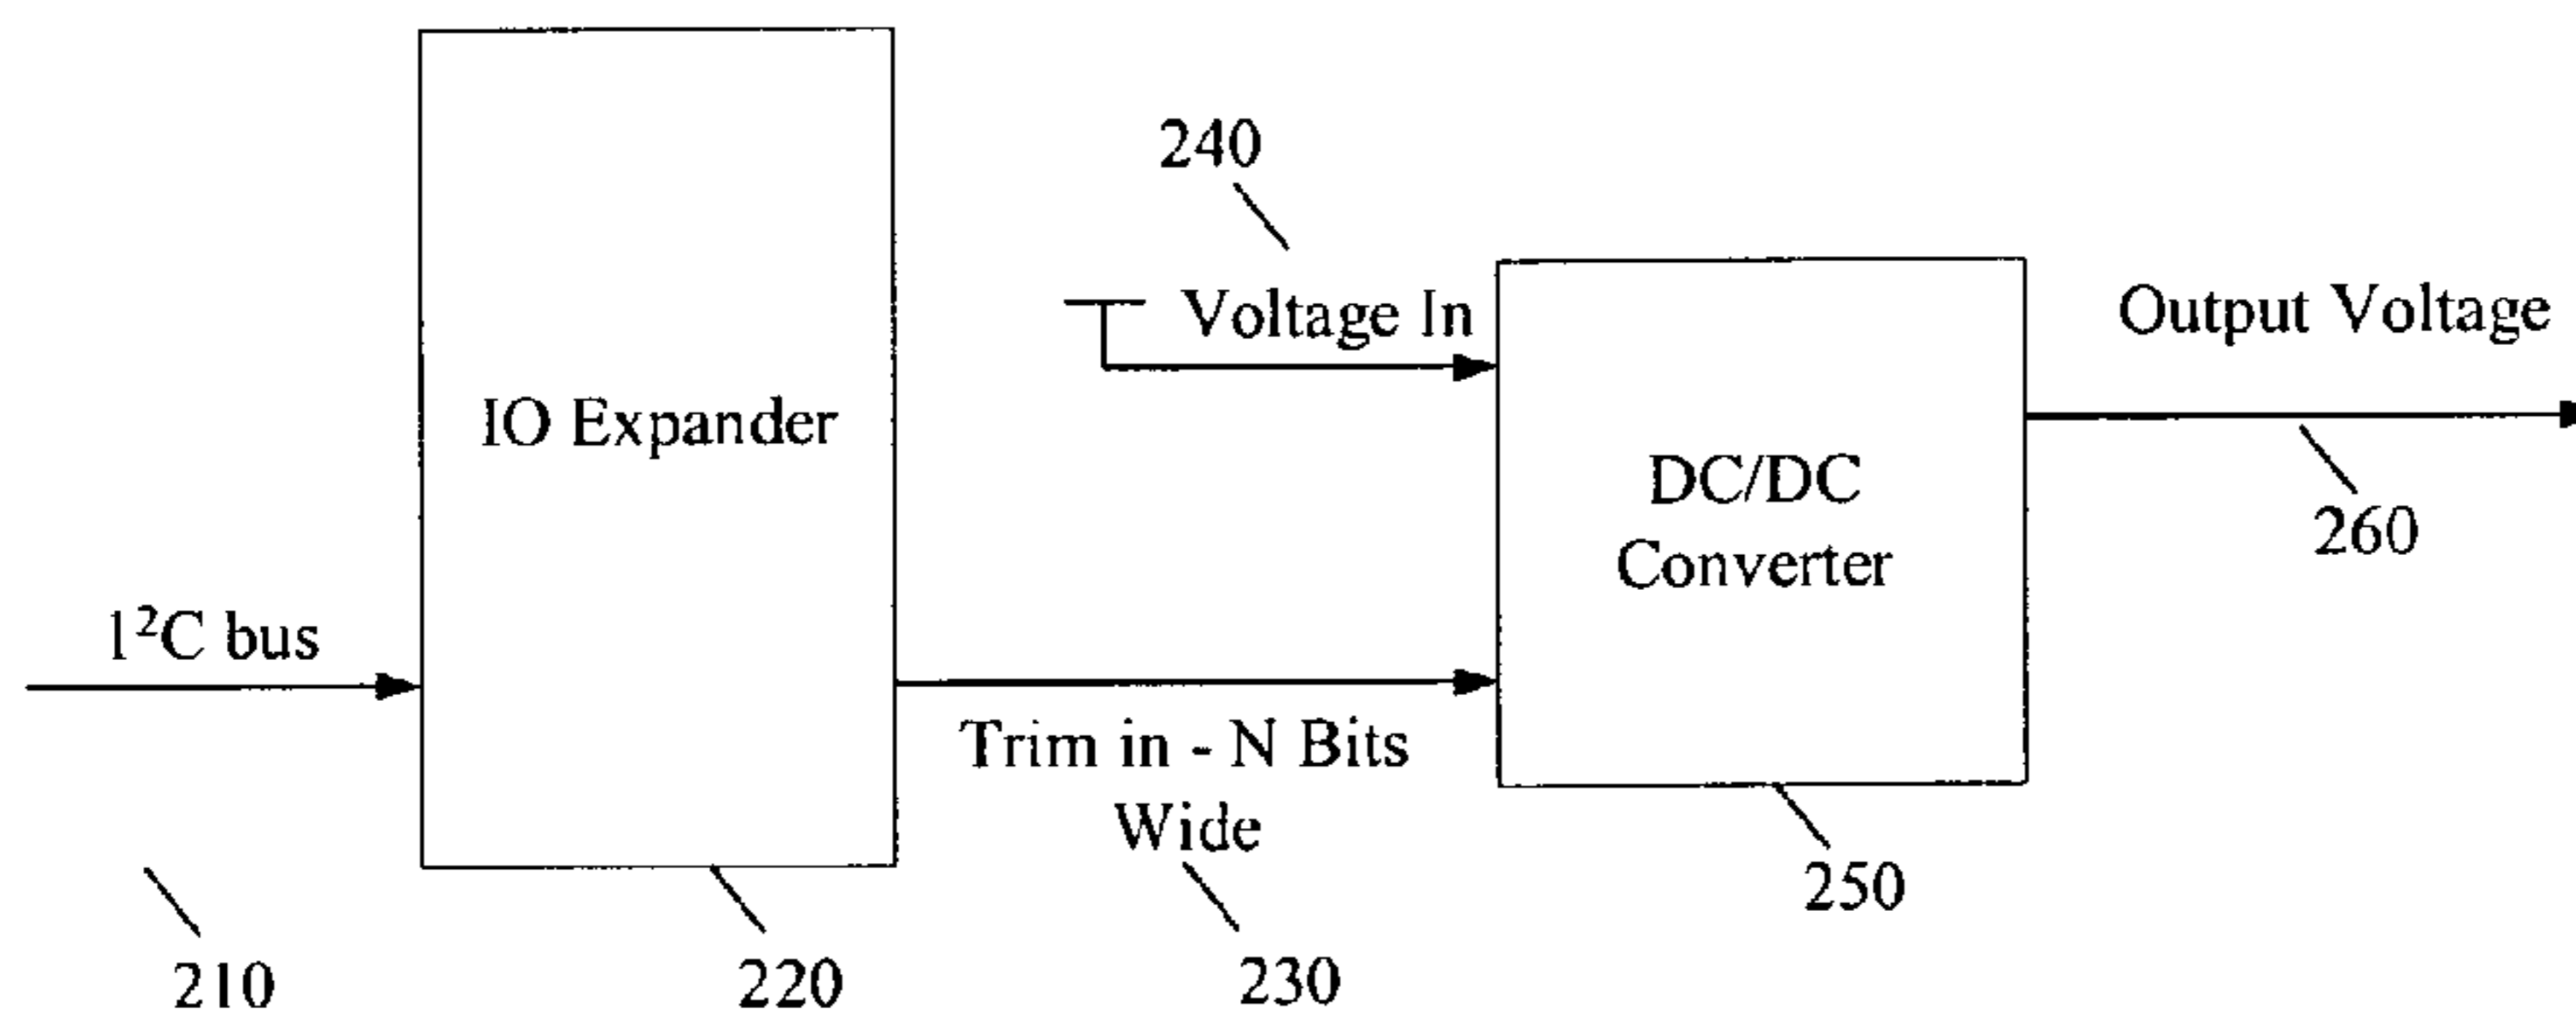 240
Voltage In
Output Voltage
IO Expander
DC/DC
Converter
260
I²C bus
Trim in - N Bits
Wide
250
210
220
230